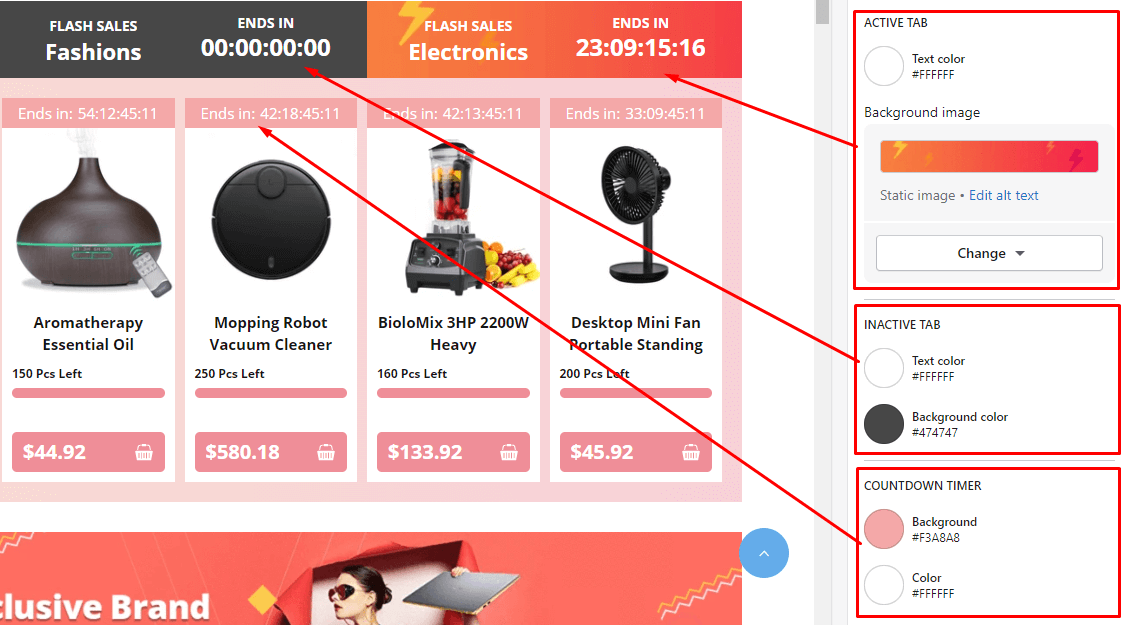 FLASH SALES
Fashions
ENDS IN
00:00:00:00
FLASH SALES
Electronics
ENDS IN
23:09:15:16
Ends in: 54:12:45:11
Ends in: 42:18:45:11
Ends in: 42:13:45:11
Ends in: 33:09:45:11
Aromatherapy
Essential Oil
150 Pcs Left
$44.92
Mopping Robot
Vacuum Cleaner
250 Pcs Left
$580.18
BioloMix 3HP 2200W
Heavy
160 Pcs Left
$133.92
Desktop Mini Fan
Portable Standing
200 Pcs Left
$45.92
clusive Brand
ACTIVE TAB
Text color
#FFFFFF
Background image
Static image • Edit alt text
Change
INACTIVE TAB
Text color
#FFFFFF
Background color
#474747
COUNTDOWN TIMER
Background
#F3A8A8
Color
#FFFFFF